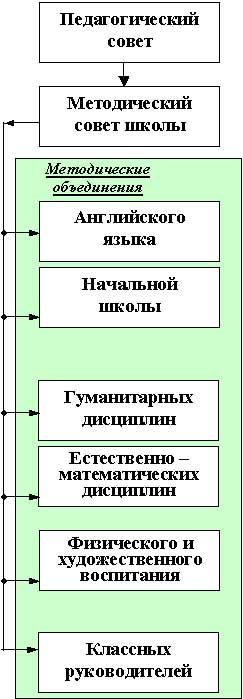 Педагогический
совет
Методический
совет школы
Методические
объединения
Английского
языка
Начальной
школы
Гуманитарных
дисциплин
Естественно –
математических
дисциплин
Физического и
художественного
воспитания
Классных
руководителей